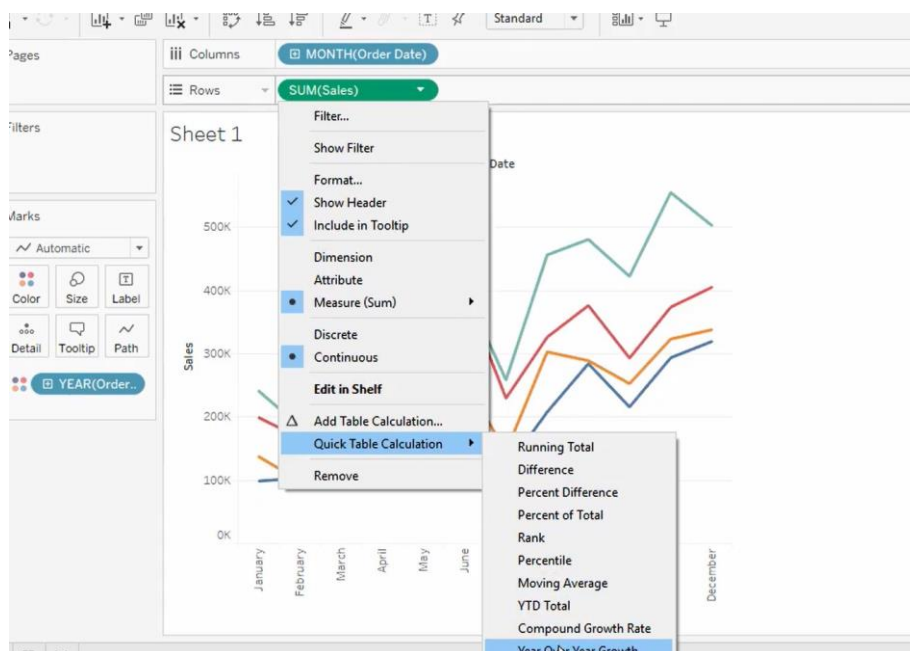 Standard
Pages
Columns
MONTH(Order Date)
Rows
SUM(Sales)
Filters
Sheet 1
Date
Filter...
Show Filter
Format...
Show Header
Include in Tooltip
Dimension
Attribute
Measure (Sum)
Discrete
Continuous
Edit in Shelf
Add Table Calculation...
Quick Table Calculation
Remove
Running Total
Difference
Percent Difference
Percent of Total
Rank
Percentile
Moving Average
YTD Total
Compound Growth Rate
Year Over Year Growth
Marks
Automatic
Color
Size
Label
Detail
Tooltip
Path
YEAR(Order..
Sales
500K
400K
300K
200K
100K
0K
January
February
March
April
May
June
December